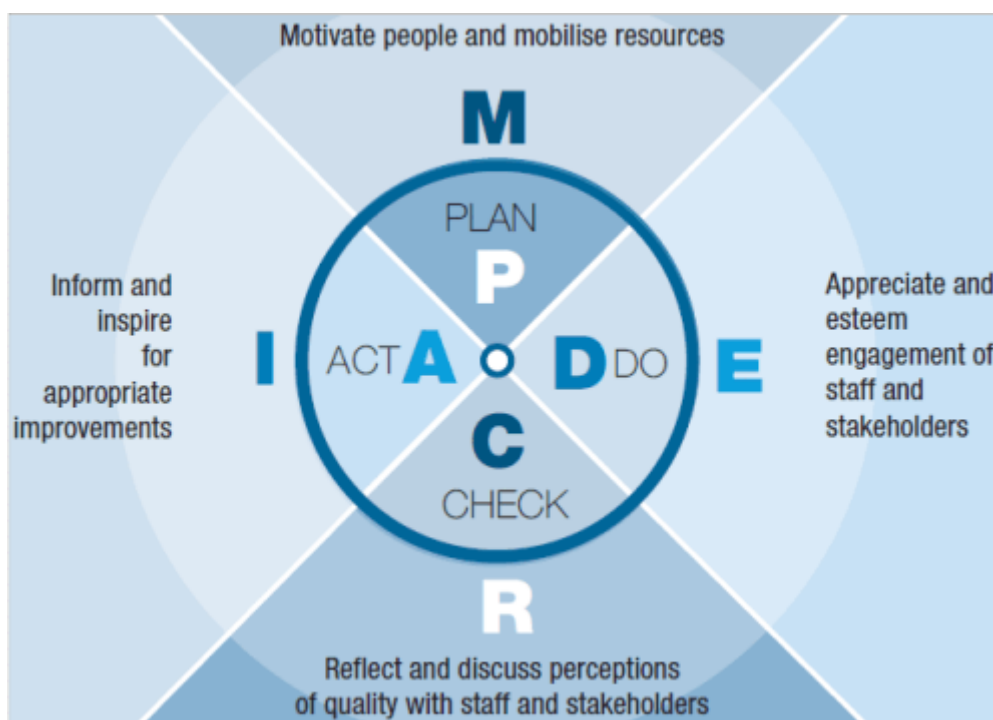 Motivate people and mobilise resources
M
PLAN
P
Inform and
inspire
for
appropriate
improvements
I
ACT A
D DO
E
Appreciate and
esteem
engagement of
staff and
stakeholders
C
CHECK
R
Reflect and discuss perceptions
of quality with staff and stakeholders